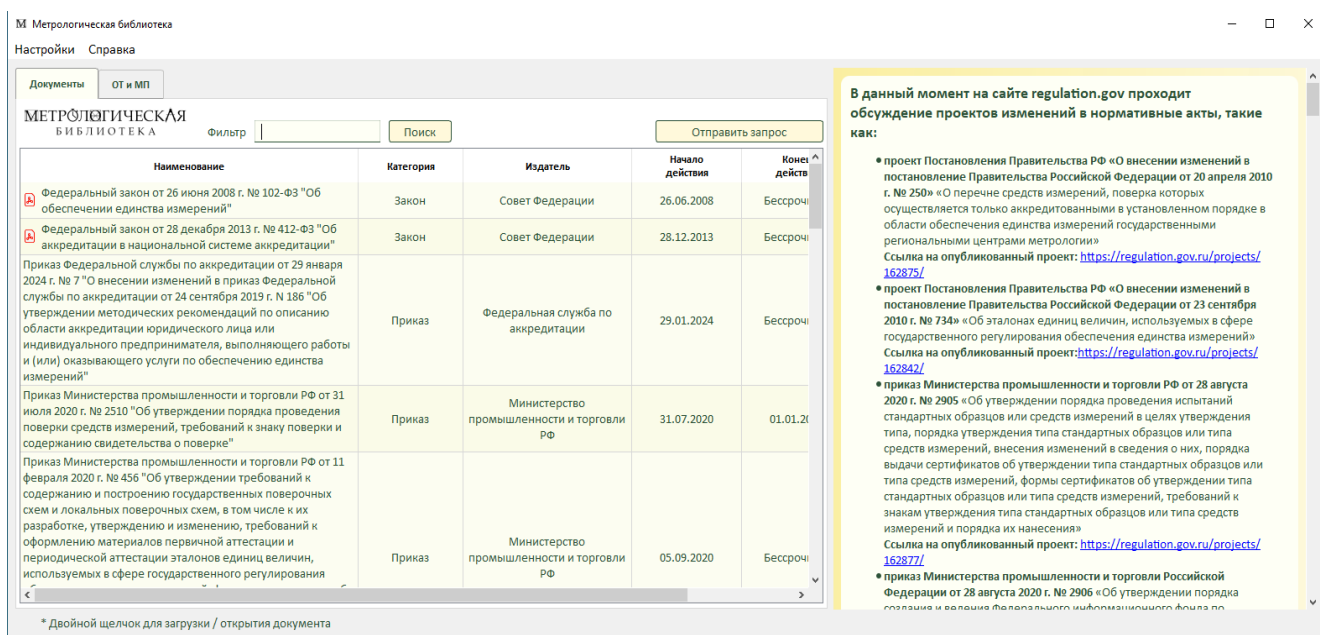 М Метрологическая библиотека
Настройки Справка
Документы ОТ и МП
МЕТРОЛОГИЧЕСКАЯ
БИБЛИОТЕКА
Фильтр Поиск Отправить запрос
Наименование Категория Издатель Начало действия
Федеральный закон от 26 июня 2008 г. № 102-ФЗ "Об
обеспечении единства измерений"
Закон Совет Федерации 26.06.2008
Федеральный закон от 28 декабря 2013 г. № 412-ФЗ "Об
аккредитации в национальной системе аккредитации"
Закон Совет Федерации 28.12.2013
Приказ Федеральной службы по аккредитации от 29 января
2024 г. № 7 "О внесении изменений в приказ Федеральной
службы по аккредитации от 24 сентября 2019 г. N 186 "Об
утверждении методических рекомендаций по описанию
области аккредитации юридического лица или
индивидуального предпринимателя, выполняющего работы
и (или) оказывающего услуги по обеспечению единства
измерений"
Приказ
Федеральная служба по
аккредитации
29.01.2024
Приказ Министерства промышленности и торговли РФ от 31
июля 2020 г. № 2510 "Об утверждении порядка проведения
поверки средств измерений, требований к знаку поверки и
содержанию свидетельства о поверке"
Приказ
Министерство
промышленности и торговли
РФ
31.07.2020
Приказ Министерства промышленности и торговли РФ от 11
февраля 2020 г. № 456 "Об утверждении требований к
содержанию и построению государственных поверочных
схем и локальных поверочных схем, в том числе к их
разработке, утверждению и изменению, требований к
оформлению материалов первичной аттестации и
периодической аттестации эталонов единиц величин,
используемых в сфере государственного регулирования
Приказ
Министерство
промышленности и торговли
РФ
05.09.2020
* Двойной щелчок для загрузки / открытия документа
В данный момент на сайте regulation.gov проходит
обсуждение проектов изменений в нормативные акты, такие
как:
проект Постановления Правительства РФ «О внесении изменений в
постановление Правительства Российской Федерации от 20 апреля 2010
г. № 250» «О перечне средств измерений, поверка которых
осуществляется только аккредитованными в установленном порядке в
области обеспечения единства измерений государственными
региональными центрами метрологии»
Ссылка на опубликованный проект: https://regulation.gov.ru/projects/
162875/
проект Постановления Правительства РФ «О внесении изменений в
постановление Правительства Российской Федерации от 23 сентября
2010 г. № 734» «Об эталонах единиц величин, используемых в сфере
государственного регулирования обеспечения единства измерений»
Ссылка на опубликованный проект:https://regulation.gov.ru/projects/
162842/
приказ Министерства промышленности и торговли РФ от 28 августа
2020 г. № 2905 «Об утверждении порядка проведения испытаний
стандартных образцов или средств измерений в целях утверждения
типа, порядка утверждения типа стандартных образцов или типа
средств измерений, внесения изменений в сведения о них, порядка
выдачи сертификатов об утверждении типа стандартных образцов или
типа средств измерений, формы сертификатов об утверждении типа
стандартных образцов или типа средств измерений, требований к
знакам утверждения типа стандартных образцов или типа средств
измерений и порядка их нанесения»
Ссылка на опубликованный проект: https://regulation.gov.ru/projects/
162877/
приказ Министерства промышленности и торговли Российской
Федерации от 28 августа 2020 г. № 2906 «Об утверждении порядка
создания и ведения Федерального информационного фонда по